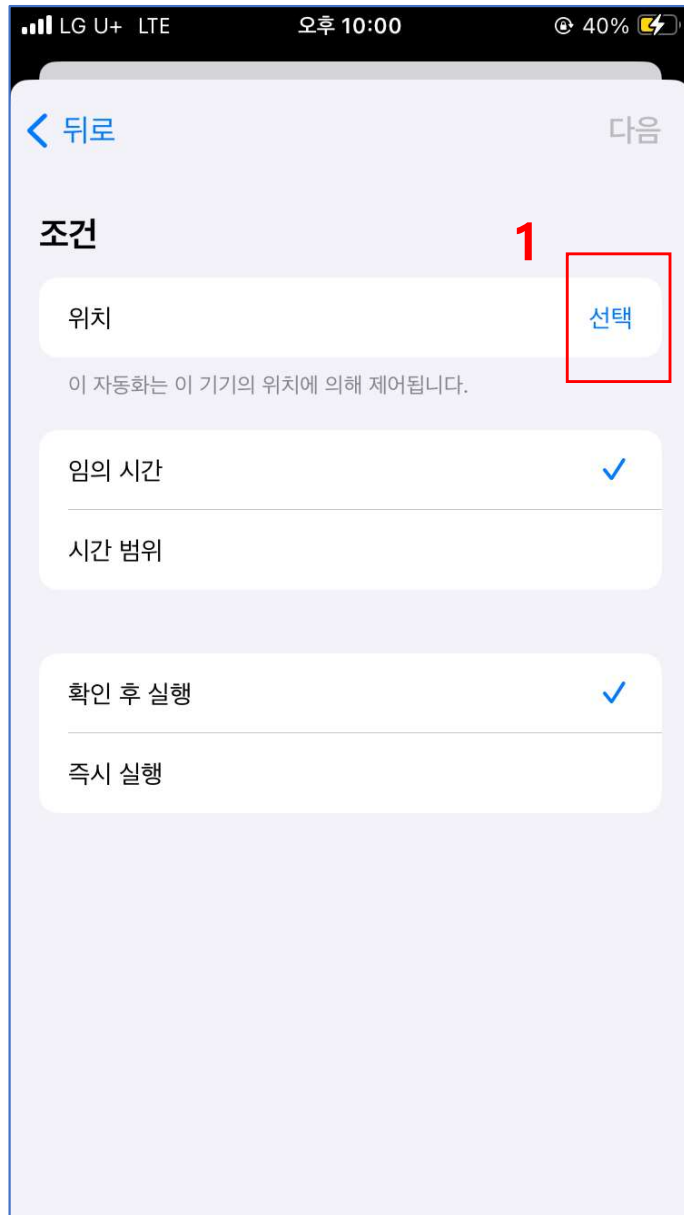 LG U+ LTE 오후 10:00 40%
뒤로 다음
조건
1
위치 선택
이 자동화는 이 기기의 위치에 의해 제어됩니다.
임의 시간
시간 범위
확인 후 실행
즉시 실행